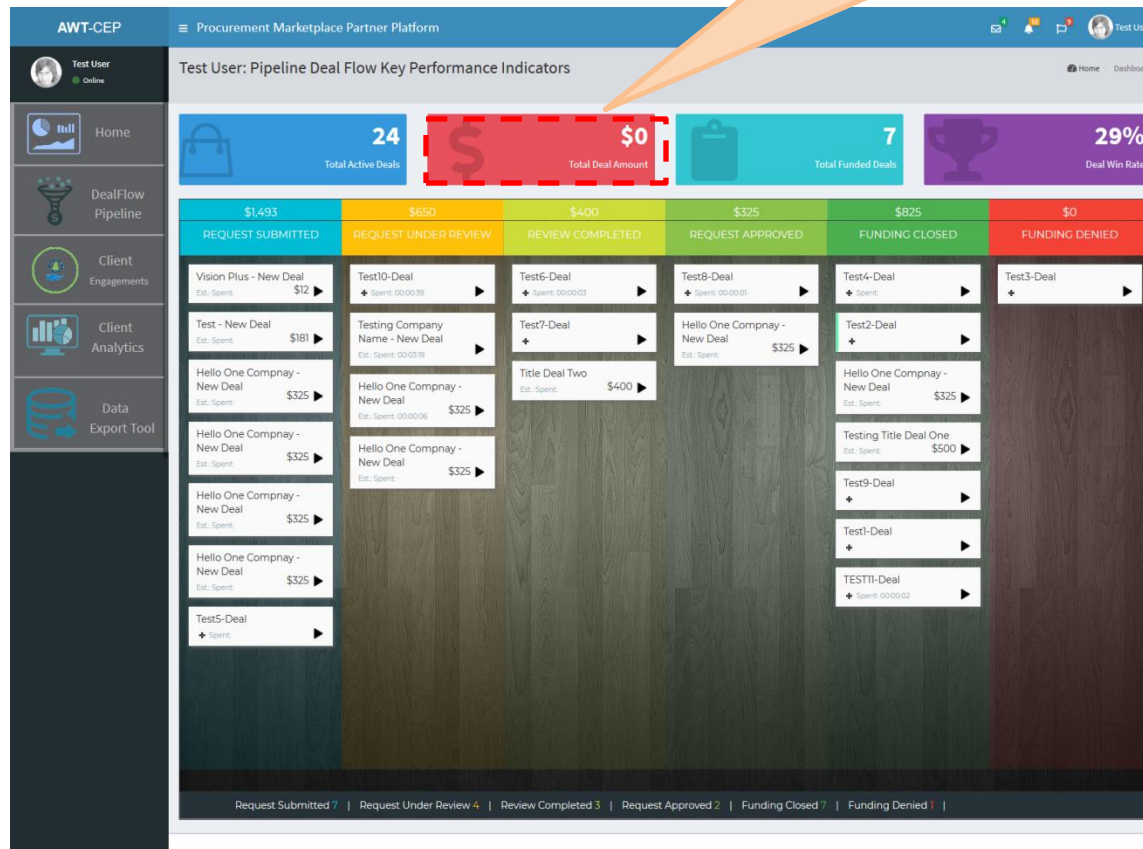 AWT-CEP
Procurement Marketplace Partner Platform
4
10
9
Test Us
Test User
Online
Test User: Pipeline Deal Flow Key Performance Indicators
Home
Dashboa
Home
DealFlow
Pipeline
Client
Engagements
Client
Analytics
Data
Export Tool
24
Total Active Deals
$0
Total Deal Amount
7
Total Funded Deals
29%
Deal Win Rate
$1,493
REQUEST SUBMITTED
$650
REQUEST UNDER REVIEW
$400
REVIEW COMPLETED
$325
REQUEST APPROVED
$825
FUNDING CLOSED
$0
FUNDING DENIED
Vision Plus - New Deal
Est.: Spent: $12
Test - New Deal
Est.: Spent: $181
Hello One Compnay -
New Deal
Est.: Spent: $325
Hello One Compnay -
New Deal
Est.: Spent: $325
Hello One Compnay -
New Deal
Est.: Spent: $325
Hello One Compnay -
New Deal
Est.: Spent: $325
Test5-Deal
+ Spent:
Test10-Deal
+ Spent: 00:00:39
Testing Company
Name - New Deal
Est.: Spent: 00:03:19
Hello One Compnay -
New Deal
Est.: Spent: 00:00:06 $325
Hello One Compnay -
New Deal
Est.: Spent: $325
Test6-Deal
+ Spent: 00:00:03
Test7-Deal
+
Title Deal Two
Est.: Spent: $400
Test8-Deal
+ Spent: 00:00:01
Hello One Compnay -
New Deal
Est.: Spent: $325
Test4-Deal
+ Spent:
Test2-Deal
+
Hello One Compnay -
New Deal
Est.: Spent: $325
Testing Title Deal One
Est.: Spent: $500
Test9-Deal
+
Test1-Deal
+
TEST11-Deal
+ Spent: 00:00:02
Test3-Deal
+
Request Submitted 7 | Request Under Review 4 | Review Completed 3 | Request Approved 2 | Funding Closed 7 | Funding Denied 1 |